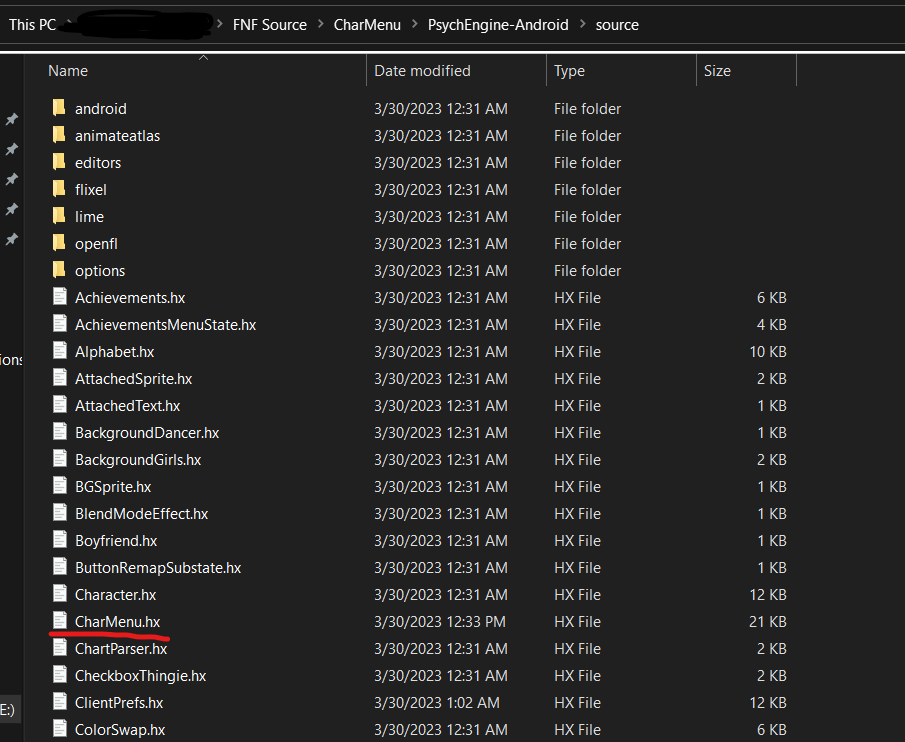 This PC > FNF Source > CharMenu > PsychEngine-Android > source
Name Date modified Type Size
android 3/30/2023 12:31 AM File folder
animateatlas 3/30/2023 12:31 AM File folder
editors 3/30/2023 12:31 AM File folder
flixel 3/30/2023 12:31 AM File folder
lime 3/30/2023 12:31 AM File folder
openfl 3/30/2023 12:31 AM File folder
options 3/30/2023 12:31 AM File folder
Achievements.hx 3/30/2023 12:31 AM HX File 6 KB
AchievementsMenuState.hx 3/30/2023 12:31 AM HX File 4 KB
Alphabet.hx 3/30/2023 12:31 AM HX File 10 KB
ions
AttachedSprite.hx 3/30/2023 12:31 AM HX File 2 KB
AttachedText.hx 3/30/2023 12:31 AM HX File 1 KB
BackgroundDancer.hx 3/30/2023 12:31 AM HX File 1 KB
BackgroundGirls.hx 3/30/2023 12:31 AM HX File 2 KB
BGSprite.hx 3/30/2023 12:31 AM HX File 1 KB
BlendModeEffect.hx 3/30/2023 12:31 AM HX File 1 KB
Boyfriend.hx 3/30/2023 12:31 AM HX File 1 KB
ButtonRemapSubstate.hx 3/30/2023 12:31 AM HX File 1 KB
Character.hx 3/30/2023 12:31 AM HX File 12 KB
CharMenu.hx 3/30/2023 12:33 PM HX File 21 KB
ChartParser.hx 3/30/2023 12:31 AM HX File 2 KB
CheckboxThingie.hx 3/30/2023 12:31 AM HX File 2 KB
ClientPrefs.hx 3/30/2023 1:02 AM HX File 12 KB
E:)
ColorSwap.hx 3/30/2023 12:31 AM HX File 6 KB